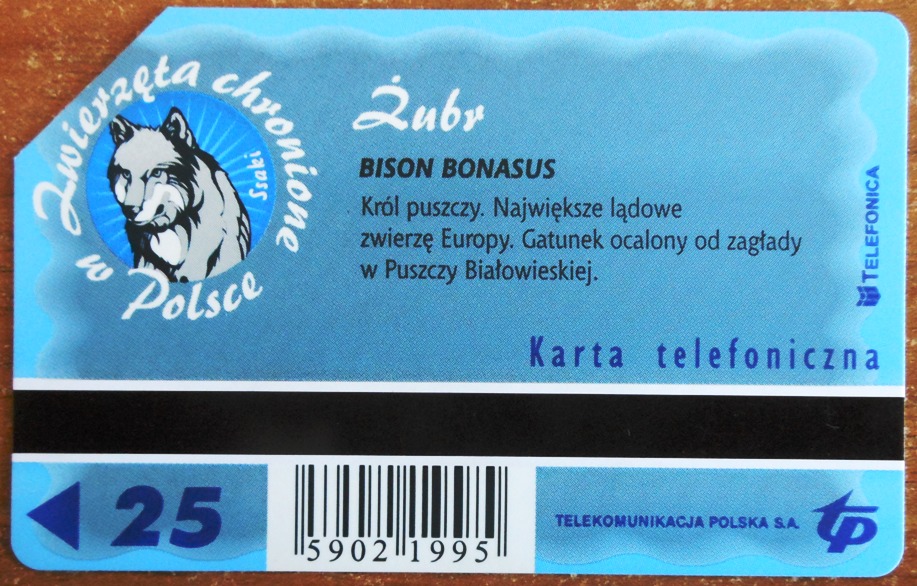 Zwierzęta chronione
w Polsce
Ssaki
Żubr
BISON BONASUS
Król puszczy. Największe lądowe
zwierzę Europy. Gatunek ocalony od zagłady
w Puszczy Białowieskiej.
TELEFONICA
Karta telefoniczna
25
5902 1995
TELEKOMUNIKACJA POLSKA S.A.
tp